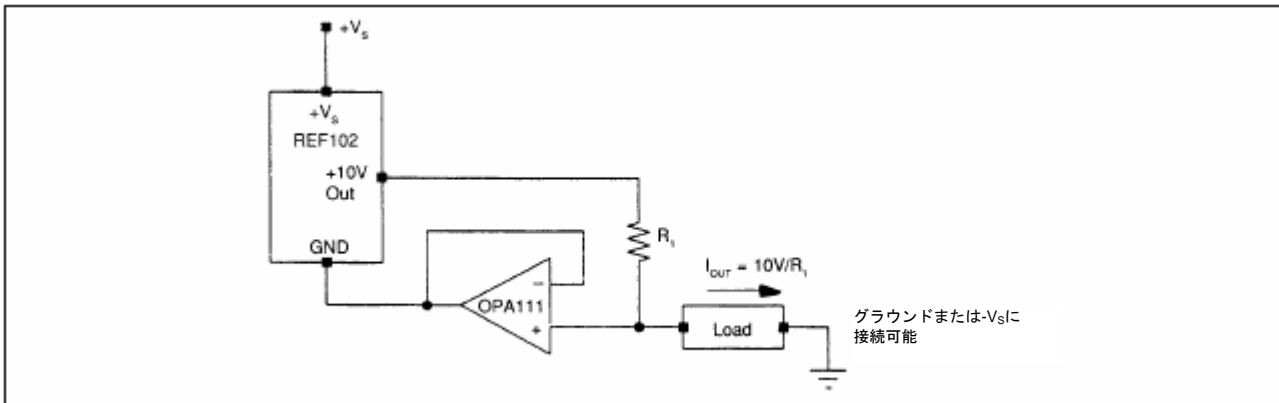 +Vs
+Vs
REF102
+10V
Out
GND
R1
IOUT = 10V/R1
−
OPA111
+
Load
グラウンドまたは-VSに
接続可能